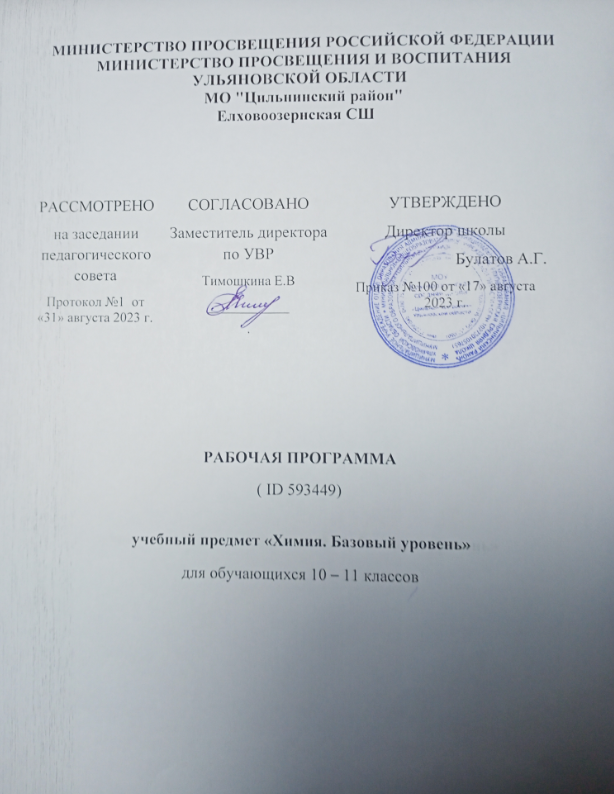 МИНИСТЕРСТВО ПРОСВЕЩЕНИЯ РОССИЙСКОЙ ФЕДЕРАЦИИ
МИНИСТЕРСТВО ПРОСВЕЩЕНИЯ И ВОСПИТАНИЯ
УЛЬЯНОВСКОЙ ОБЛАСТИ
МО "Цильнинский район"
Елховоозернская СШ
РАССМОТРЕНО
на заседании
педагогического
совета
Протокол №1 от
«31» августа 2023 г.
СОГЛАСОВАНО
Заместитель директора
по УВР
Тимошкина Е.В
УТВЕРЖДЕНО
Директор школы
Булатов А.Г.
Приказ №100 от «17» августа
2023 г.
РАБОЧАЯ ПРОГРАММА
( ID 593449)
учебный предмет «Химия. Базовый уровень»
для обучающихся 10 – 11 классов